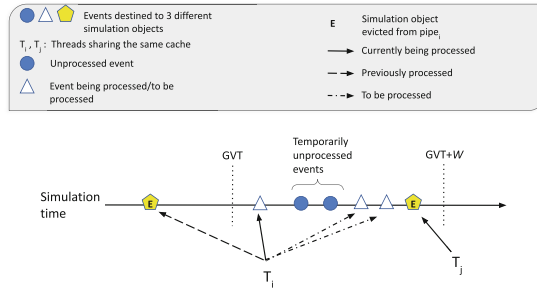 Events destined to 3 different
simulation objects
Ti , Tj : Threads sharing the same cache
Unprocessed event
Event being processed/to be
processed
E Simulation object
evicted from pipei
Currently being processed
Previously processed
To be processed
Temporarily
unprocessed
events
GVT
GVT+W
Simulation
time
E
E
Ti
Tj